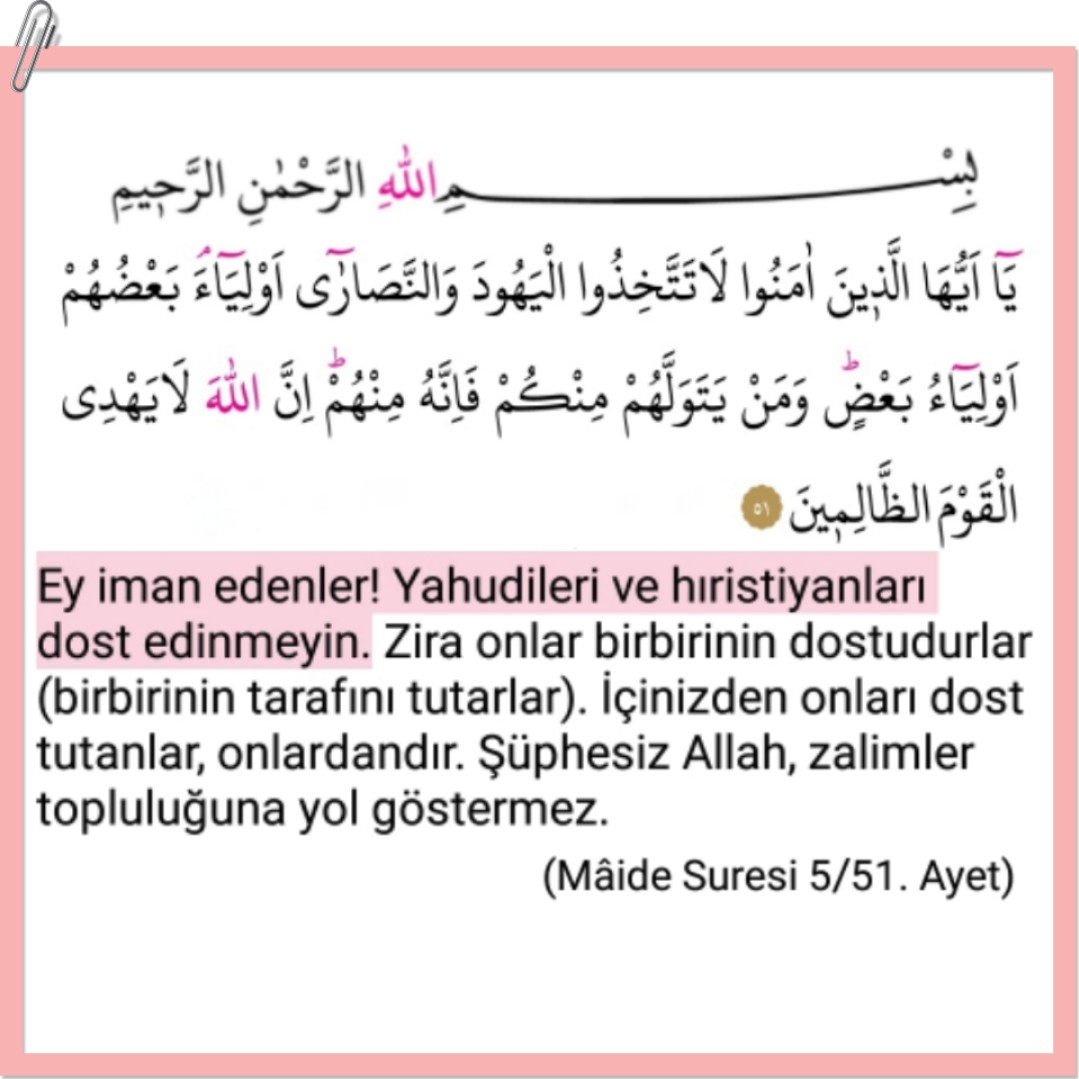 بِسْمِ اللّٰهِ الرَّحْمٰنِ الرَّح۪يمِ
يَٓا اَيُّهَا الَّذ۪ينَ اٰمَنُوا لَاتَتَّخِذُوا الْيَهُودَ وَالنَّصَارٰٓى اَوْلِيَٓاءَۢ بَعْضُهُمْ
اَوْلِيَٓاءُ بَعْضٍۜ وَمَنْ يَتَوَلَّهُمْ مِنْكُمْ فَاِنَّهُ مِنْهُمْۜ اِنَّ اللّٰهَ لَايَهْدِى
الْقَوْمَ الظَّالِم۪ينَ ٥١
Ey iman edenler! Yahudileri ve hıristiyanları
dost edinmeyin. Zira onlar birbirinin dostudurlar
(birbirinin tarafını tutarlar). İçinizden onları dost
tutanlar, onlardandır. Şüphesiz Allah, zalimler
topluluğuna yol göstermez.
(Mâide Suresi 5/51. Ayet)